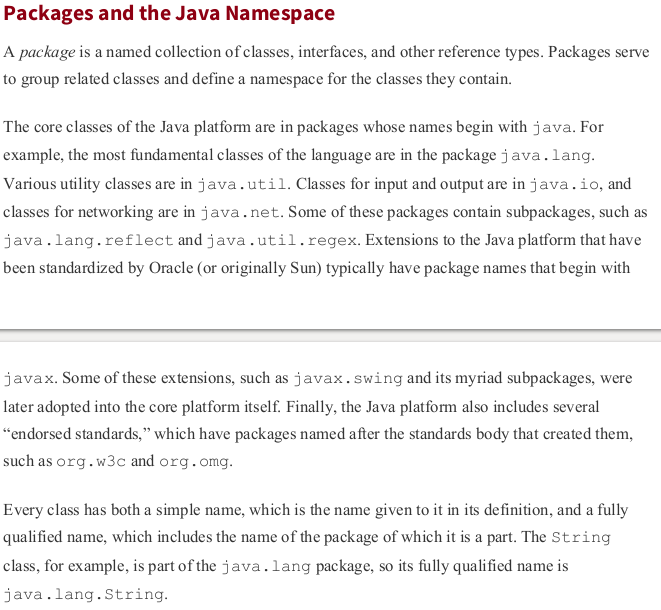 Packages and the Java Namespace
A package is a named collection of classes, interfaces, and other reference types. Packages serve
to group related classes and define a namespace for the classes they contain.
The core classes of the Java platform are in packages whose names begin with java. For
example, the most fundamental classes of the language are in the package java.lang.
Various utility classes are in java.util. Classes for input and output are in java.io, and
classes for networking are in java.net. Some of these packages contain subpackages, such as
java.lang.reflect and java.util.regex. Extensions to the Java platform that have
been standardized by Oracle (or originally Sun) typically have package names that begin with
javax. Some of these extensions, such as javax.swing and its myriad subpackages, were
later adopted into the core platform itself. Finally, the Java platform also includes several
“endorsed standards,” which have packages named after the standards body that created them,
such as org.w3c and org.omg.
Every class has both a simple name, which is the name given to it in its definition, and a fully
qualified name, which includes the name of the package of which it is a part. The String
class, for example, is part of the java.lang package, so its fully qualified name is
java.lang.String.